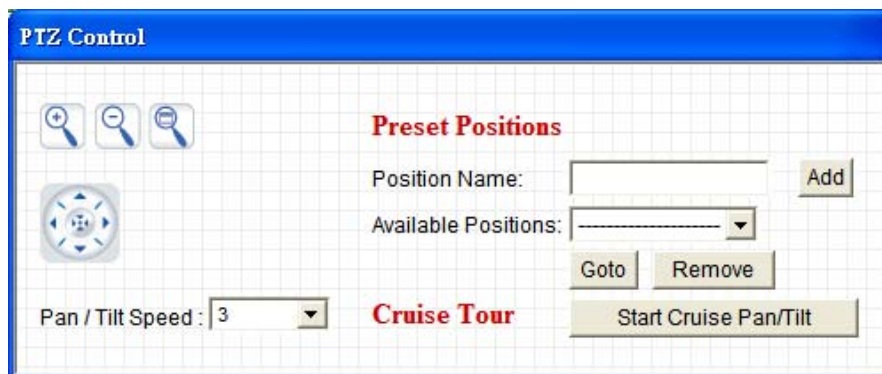 PTZ Control
Preset Positions
Position Name:
Add
Available Positions: --------------------
Goto
Remove
Pan / Tilt Speed : 3
Cruise Tour
Start Cruise Pan/Tilt